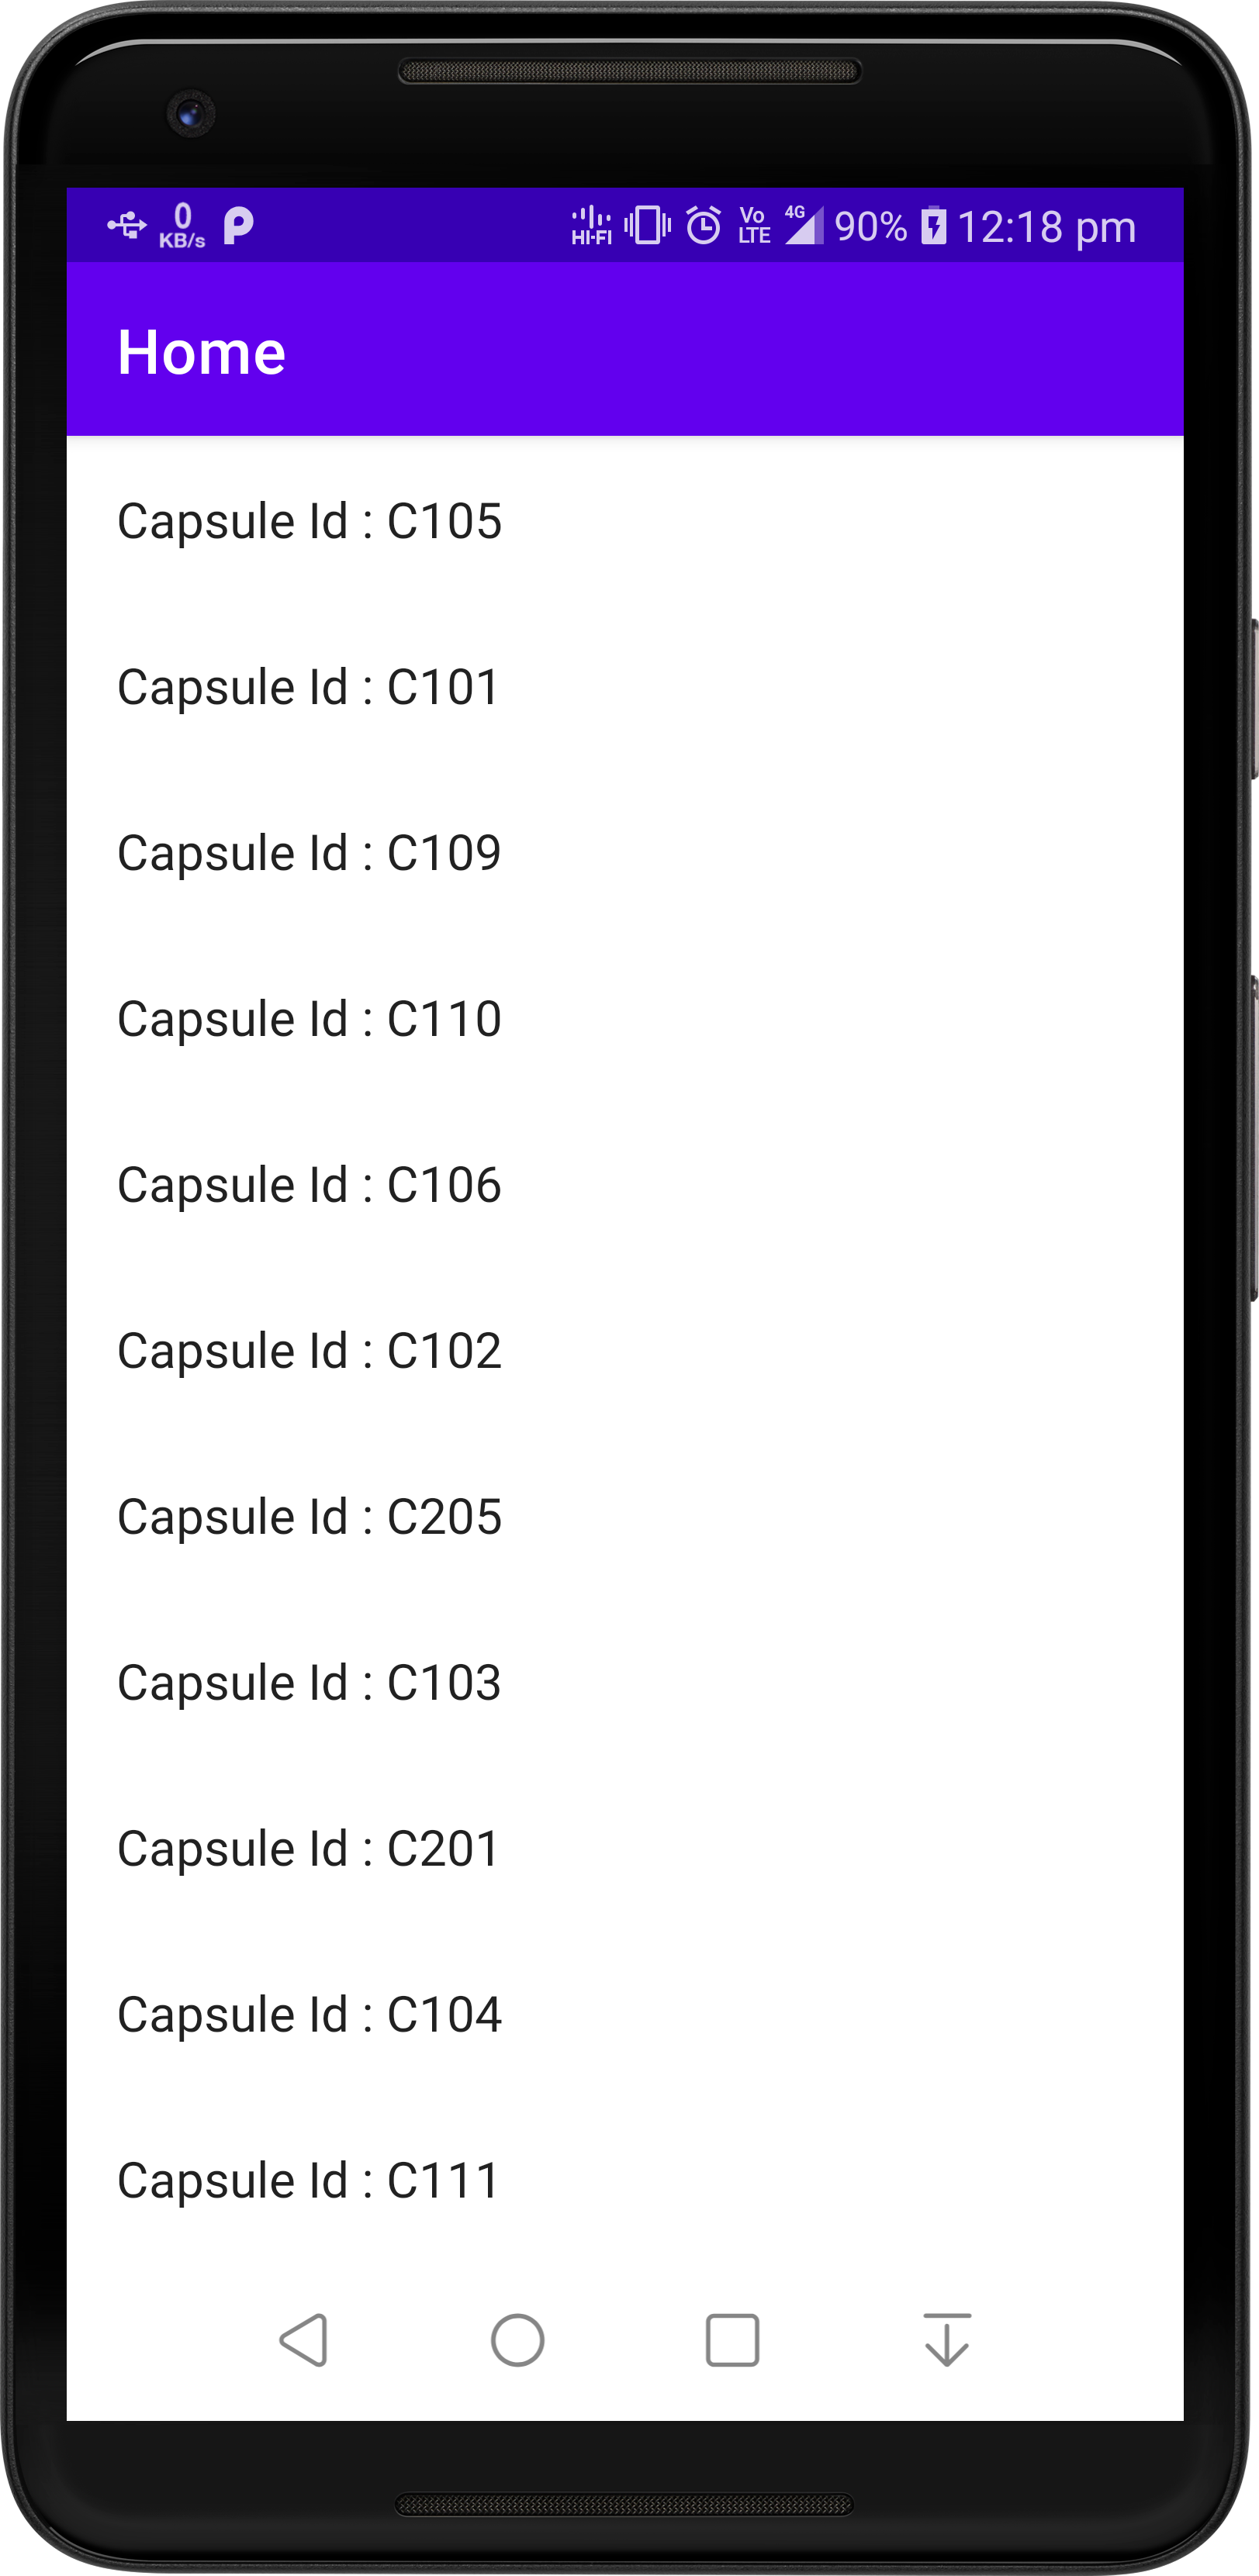 0 KB/s HI-FI Vo LTE 4G 90% 12:18 pm
Home
Capsule Id : C105
Capsule Id : C101
Capsule Id : C109
Capsule Id : C110
Capsule Id : C106
Capsule Id : C102
Capsule Id : C205
Capsule Id : C103
Capsule Id : C201
Capsule Id : C104
Capsule Id : C111